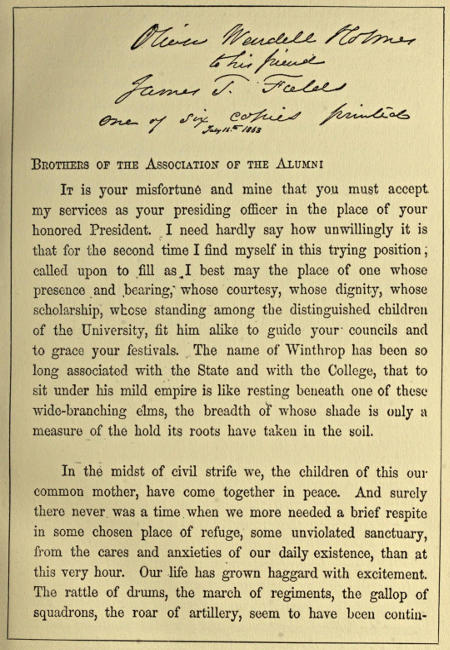 Oliver Wendell Holmes
to his friend
James T. Fields
one of six copies printed
July 16th 1863
BROTHERS OF THE ASSOCIATION OF THE ALUMNI
IT is your misfortune and mine that you must accept
my services as your presiding officer in the place of your
honored President. I need hardly say how unwillingly it is
that for the second time I find myself in this trying position;
called upon to fill as I best may the place of one whose
presence and bearing, whose courtesy, whose dignity, whose
scholarship, whose standing among the distinguished children
of the University, fit him alike to guide your councils and
to grace your festivals. The name of Winthrop has been so
long associated with the State and with the College, that to
sit under his mild empire is like resting beneath one of these
wide-branching elms, the breadth of whose shade is only a
measure of the hold its roots have taken in the soil.
In the midst of civil strife we, the children of this our
common mother, have come together in peace. And surely
there never was a time when we more needed a brief respite
in some chosen place of refuge, some unviolated sanctuary,
from the cares and anxieties of our daily existence, than at
this very hour. Our life has grown haggard with excitement.
The rattle of drums, the march of regiments, the gallop of
squadrons, the roar of artillery, seem to have been contin-